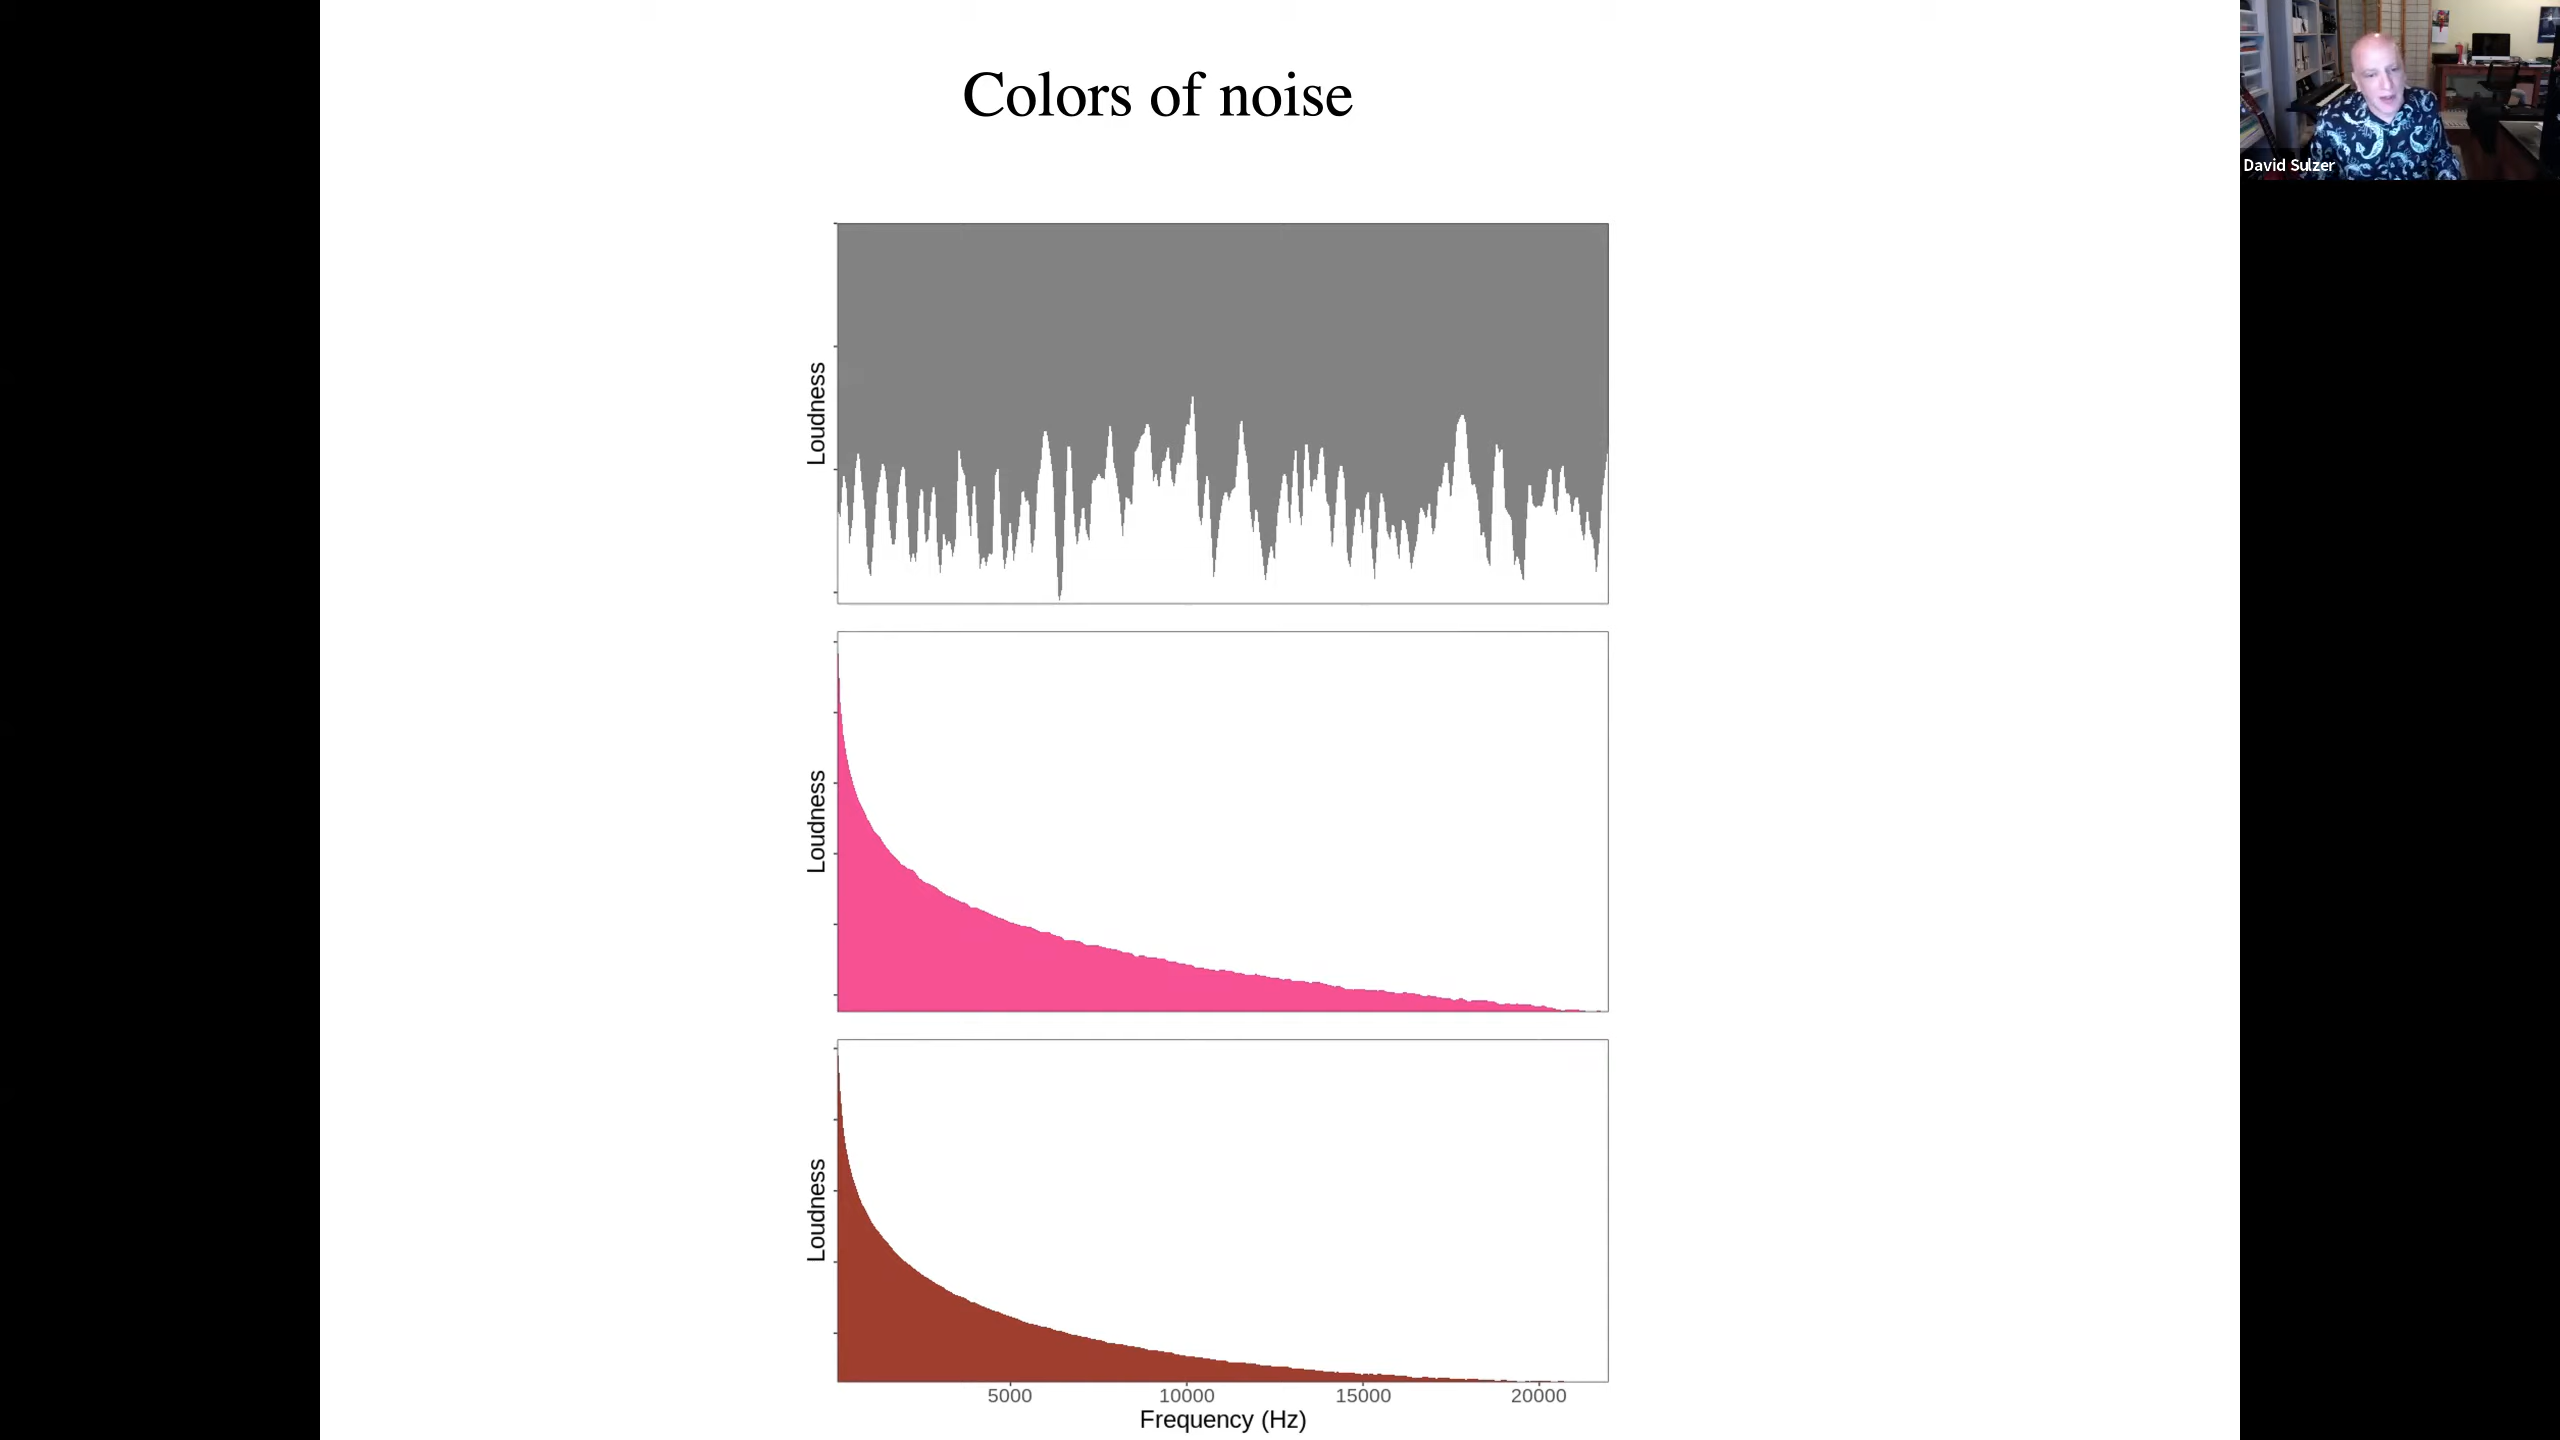 Colors of noise
David Sulzer
Loudness
Loudness
Loudness
5000 10000 15000 20000
Frequency (Hz)